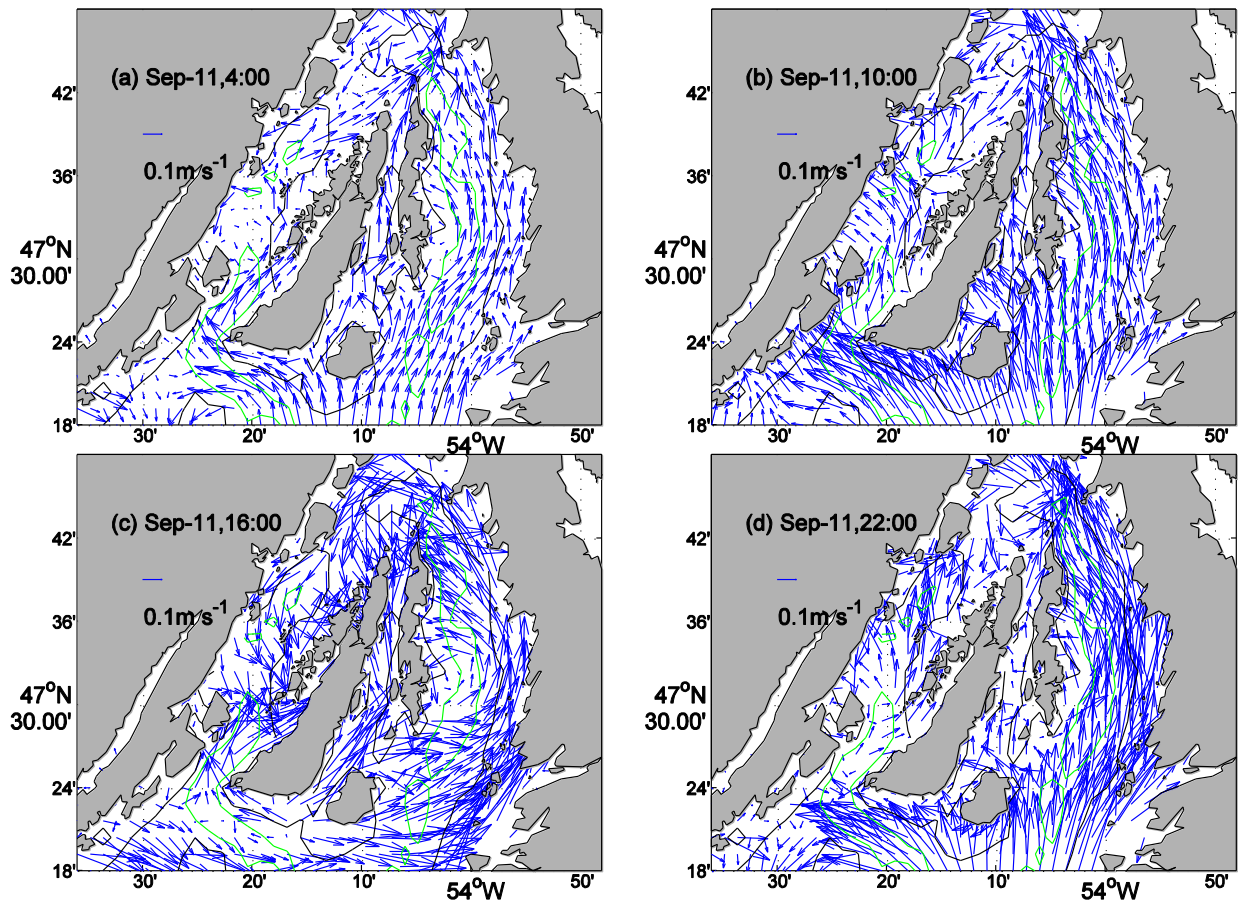 (a) Sep-11,4:00
0.1m s-1
42'
36'
47°N
30.00'
24'
18'
30'
20'
10'
54°W
50'
(b) Sep-11,10:00
0.1m s-1
42'
36'
47°N
30.00'
24'
18'
30'
20'
10'
54°W
50'
(c) Sep-11,16:00
0.1m s-1
42'
36'
47°N
30.00'
24'
18'
30'
20'
10'
54°W
50'
(d) Sep-11,22:00
0.1m s-1
42'
36'
47°N
30.00'
24'
18'
30'
20'
10'
54°W
50'